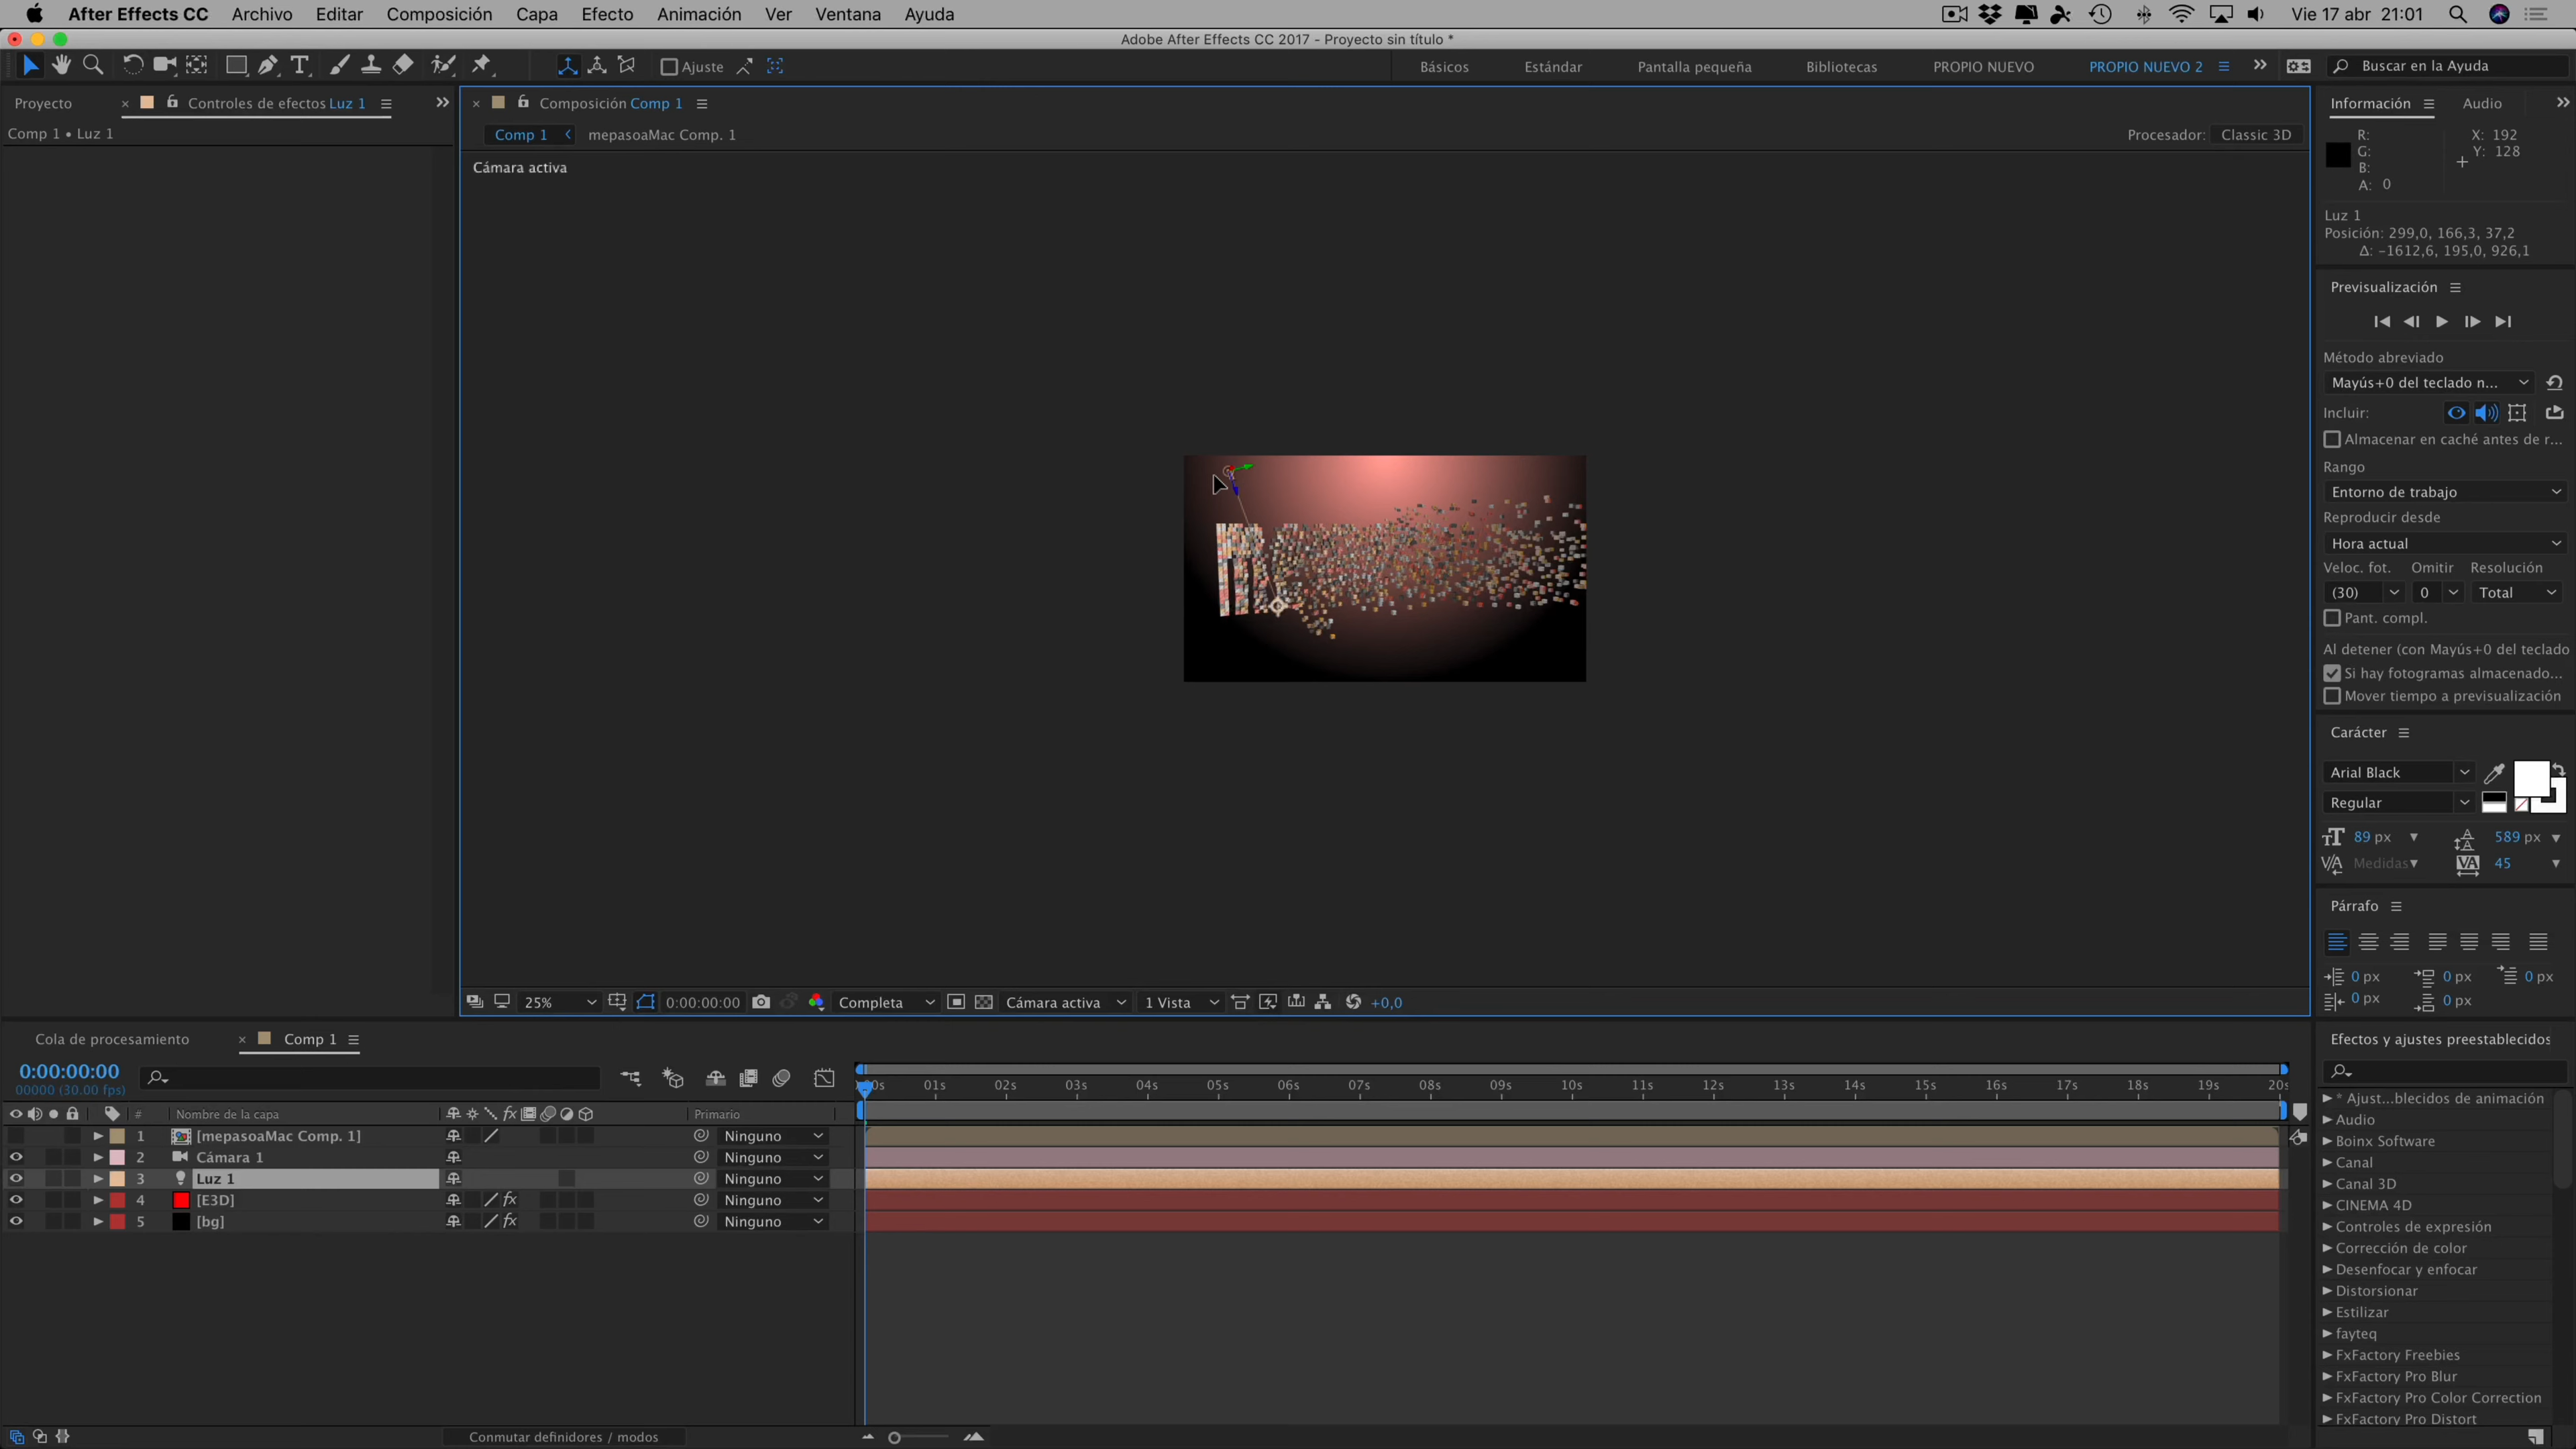 After Effects CC Archivo Editar Composición Capa Efecto Animación Ver Ventana Ayuda Vie 17 abr 21:01
Adobe After Effects CC 2017 - Proyecto sin título *
Ajuste Básicos Estándar Pantalla pequeña Bibliotecas PROPIO NUEVO PROPIO NUEVO 2 Buscar en la Ayuda
Proyecto Controles de efectos Luz 1
Comp 1 • Luz 1
Composición Comp 1
Comp 1 mepasoaMac Comp. 1
Procesador: Classic 3D
Cámara activa
Información Audio
R: X: 192
G: Y: 128
B:
A: 0
Luz 1
Posición: 299,0, 166,3, 37,2
Δ: -1612,6, 195,0, 926,1
Previsualización
Método abreviado
Mayús+0 del teclado n...
Incluir:
Almacenar en caché antes de r...
Rango
Entorno de trabajo
Reproducir desde
Hora actual
Veloc. fot. Omitir Resolución
(30) 0 Total
Pant. compl.
Al detener (con Mayús+0 del teclado
Si hay fotogramas almacenado...
Mover tiempo a previsualización
Carácter
Arial Black
Regular
89 px 589 px
Medidas 45
Párrafo
0 px 0 px 0 px
0 px 0 px
25% 0:00:00:00 Completa Cámara activa 1 Vista +0,0
Cola de procesamiento Comp 1
0:00:00:00
00000 (30.00 fps)
01s 02s 03s 04s 05s 06s 07s 08s 09s 10s 11s 12s 13s 14s 15s 16s 17s 18s 19s 20s
# Nombre de la capa Primario
1 [mepasoaMac Comp. 1] Ninguno
2 Cámara 1 Ninguno
3 Luz 1 Ninguno
4 [E3D] Ninguno
5 [bg] Ninguno
Conmutar definidores / modos
Efectos y ajustes preestablecidos
* Ajust...blecidos de animación
Audio
Boinx Software
Canal
Canal 3D
CINEMA 4D
Controles de expresión
Corrección de color
Desenfocar y enfocar
Distorsionar
Estilizar
fayteq
FxFactory Freebies
FxFactory Pro Blur
FxFactory Pro Color Correction
FxFactory Pro Distort